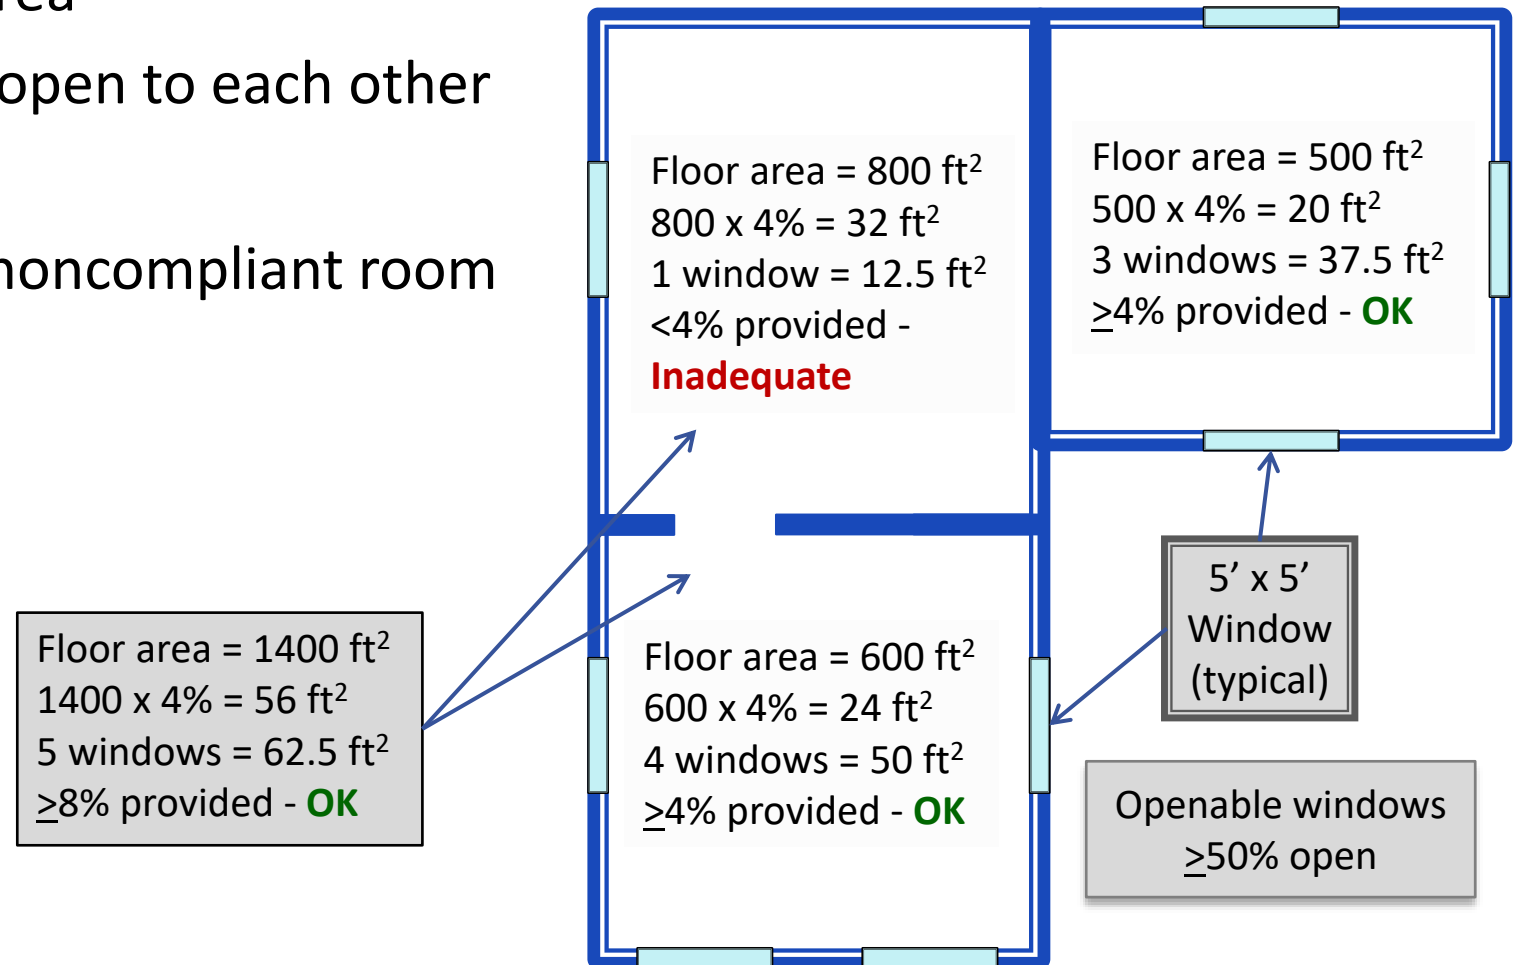 rea
open to each other
noncompliant room
Floor area = 800 ft²
800 x 4% = 32 ft²
1 window = 12.5 ft²
<4% provided -
Inadequate
Floor area = 500 ft²
500 x 4% = 20 ft²
3 windows = 37.5 ft²
≥4% provided - OK
Floor area = 1400 ft²
1400 x 4% = 56 ft²
5 windows = 62.5 ft²
≥8% provided - OK
Floor area = 600 ft²
600 x 4% = 24 ft²
4 windows = 50 ft²
≥4% provided - OK
5’ x 5’
Window
(typical)
Openable windows
≥50% open